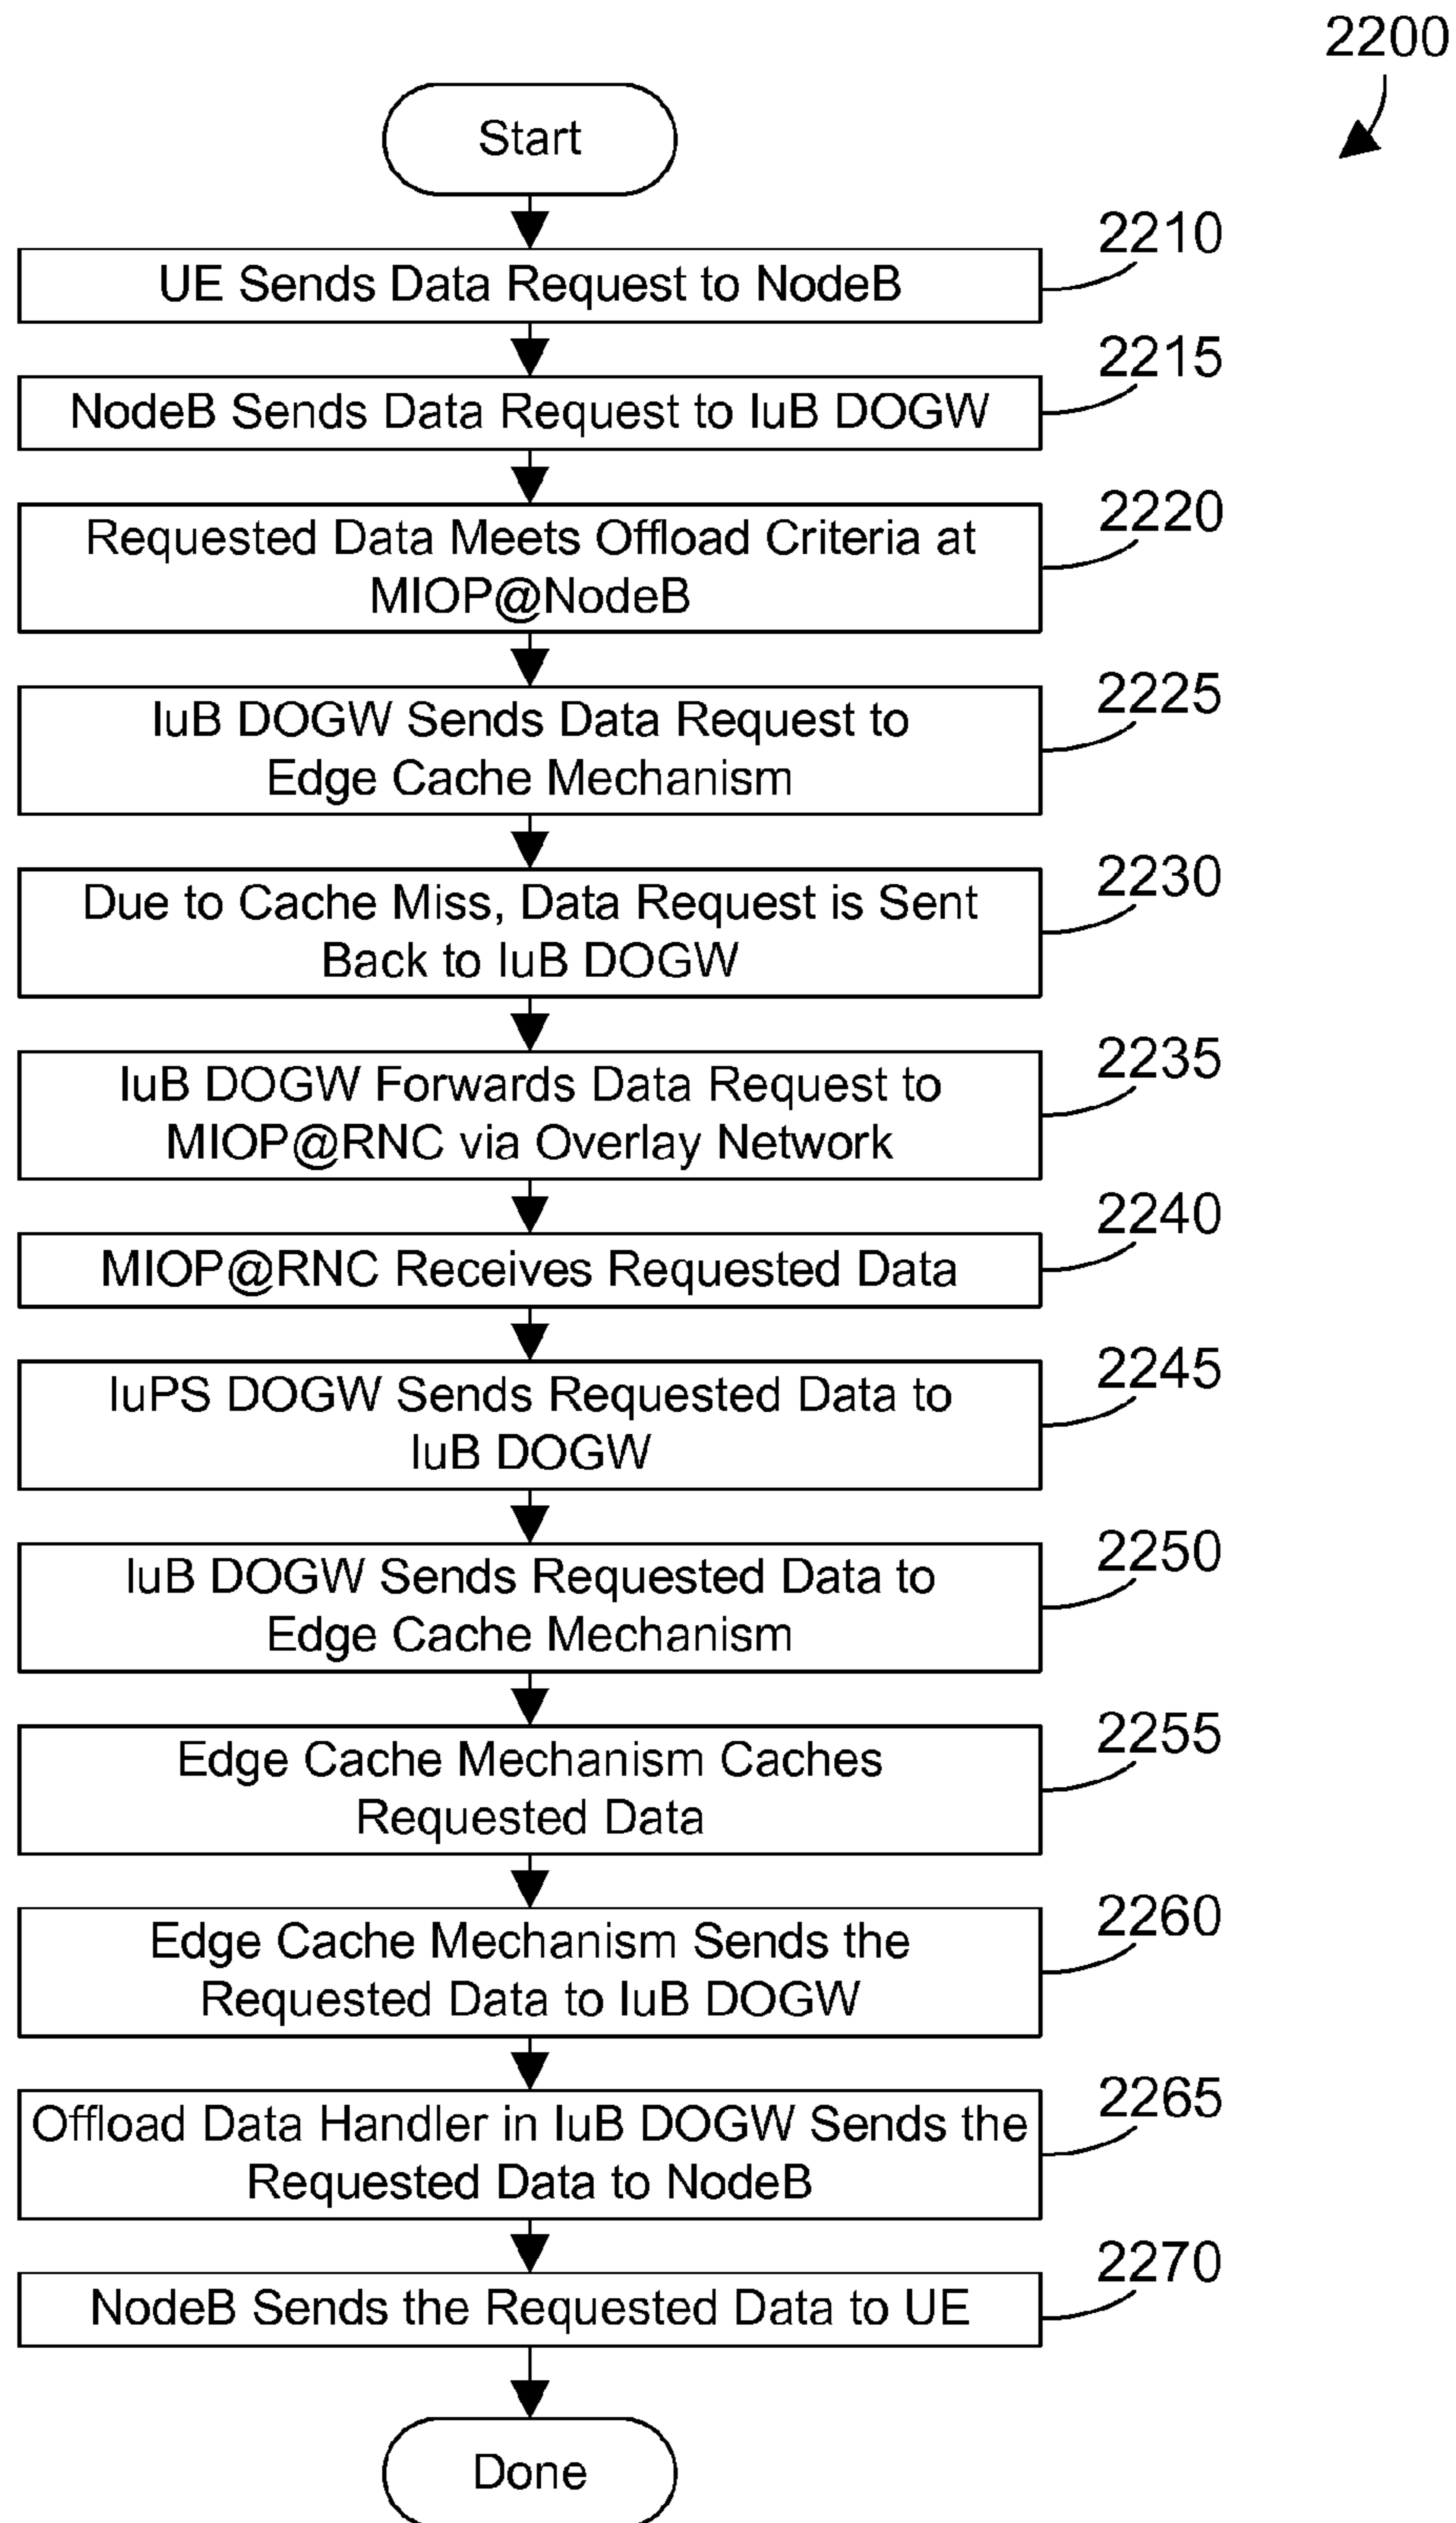 2200
Start
2210
UE Sends Data Request to NodeB
2215
NodeB Sends Data Request to IuB DOGW
2220
Requested Data Meets Offload Criteria at
MIOP@NodeB
2225
IuB DOGW Sends Data Request to
Edge Cache Mechanism
2230
Due to Cache Miss, Data Request is Sent
Back to IuB DOGW
2235
IuB DOGW Forwards Data Request to
MIOP@RNC via Overlay Network
2240
MIOP@RNC Receives Requested Data
2245
IuPS DOGW Sends Requested Data to
IuB DOGW
2250
IuB DOGW Sends Requested Data to
Edge Cache Mechanism
2255
Edge Cache Mechanism Caches
Requested Data
2260
Edge Cache Mechanism Sends the
Requested Data to IuB DOGW
2265
Offload Data Handler in IuB DOGW Sends the
Requested Data to NodeB
2270
NodeB Sends the Requested Data to UE
Done